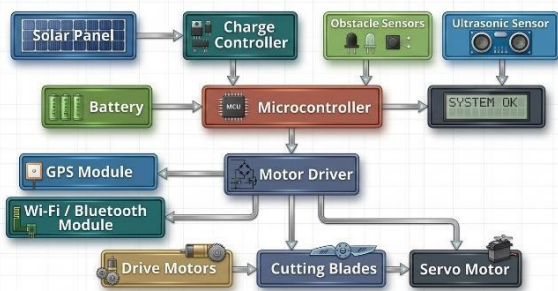 Solar Panel
Charge
Controller
Obstacle Sensors
Ultrasonic Sensor
Battery
MCU
Microcontroller
SYSTEM OK
GPS Module
Motor Driver
Wi-Fi / Bluetooth
Module
Drive Motors
Cutting Blades
Servo Motor